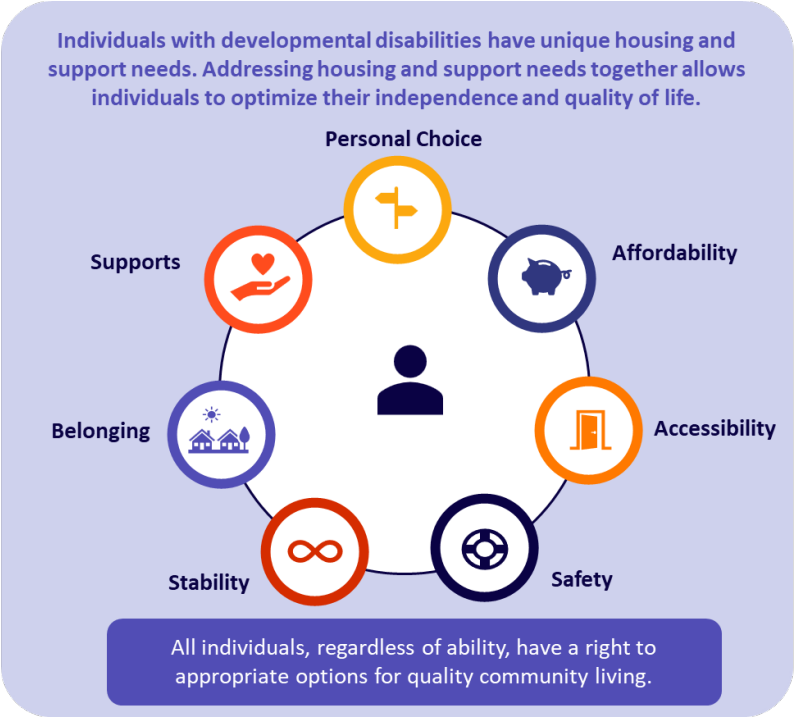 Individuals with developmental disabilities have unique housing and
support needs. Addressing housing and support needs together allows
individuals to optimize their independence and quality of life.
Personal Choice
Supports
Affordability
Belonging
Accessibility
Stability
Safety
All individuals, regardless of ability, have a right to
appropriate options for quality community living.